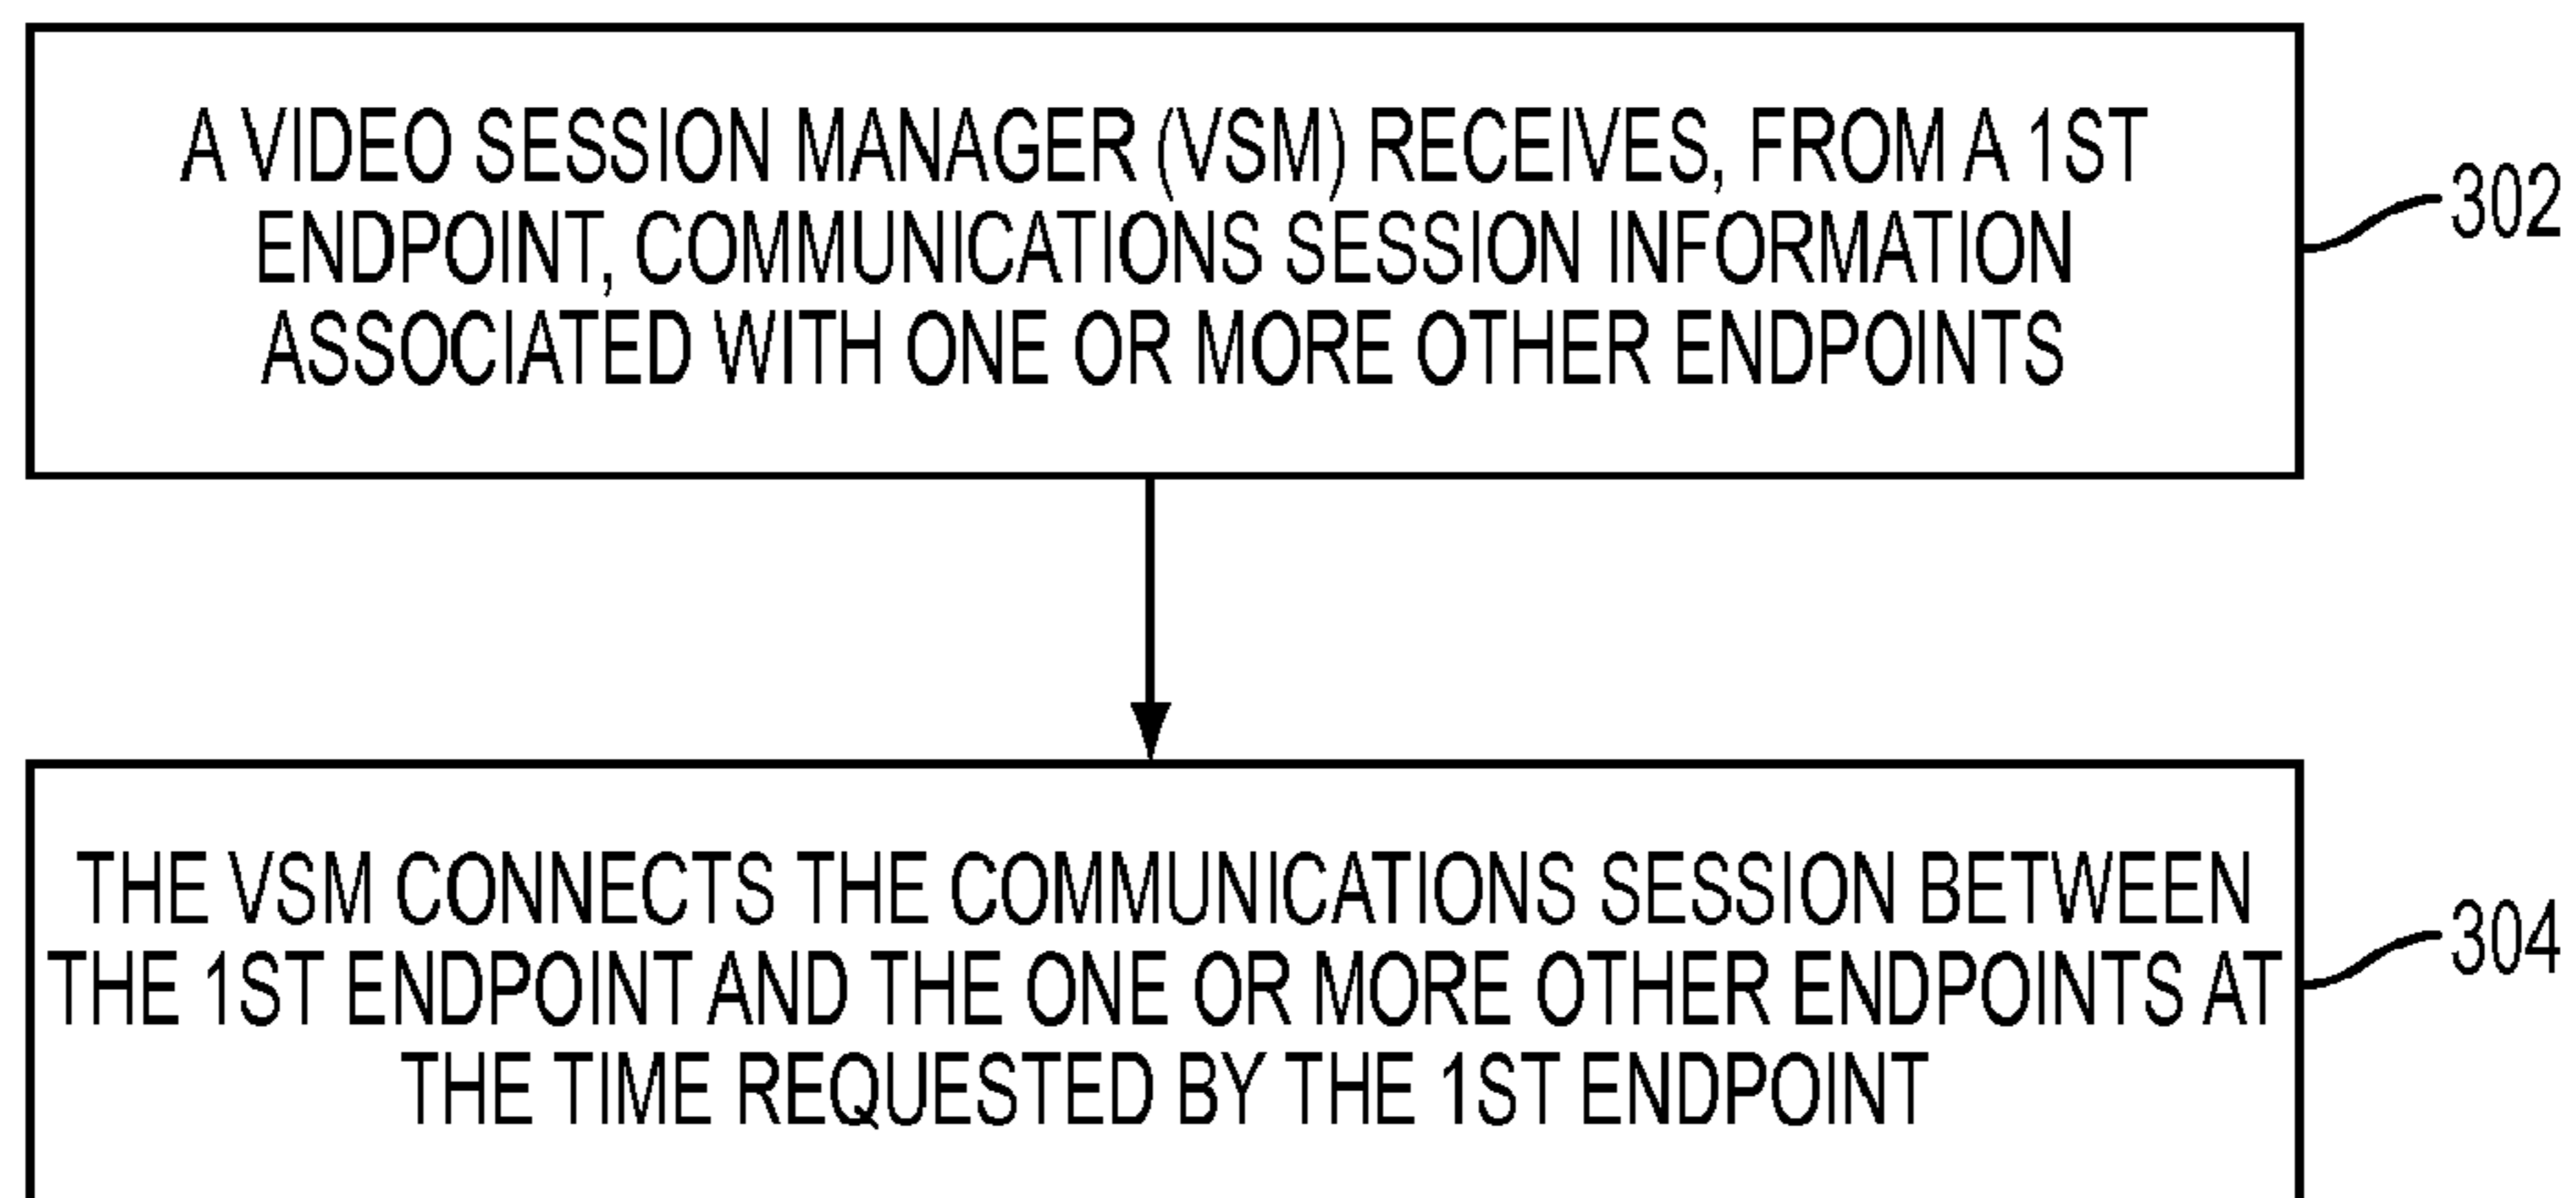 A VIDEO SESSION MANAGER (VSM) RECEIVES, FROM A 1ST
ENDPOINT, COMMUNICATIONS SESSION INFORMATION
ASSOCIATED WITH ONE OR MORE OTHER ENDPOINTS
302
THE VSM CONNECTS THE COMMUNICATIONS SESSION BETWEEN
THE 1ST ENDPOINT AND THE ONE OR MORE OTHER ENDPOINTS AT
THE TIME REQUESTED BY THE 1ST ENDPOINT
304